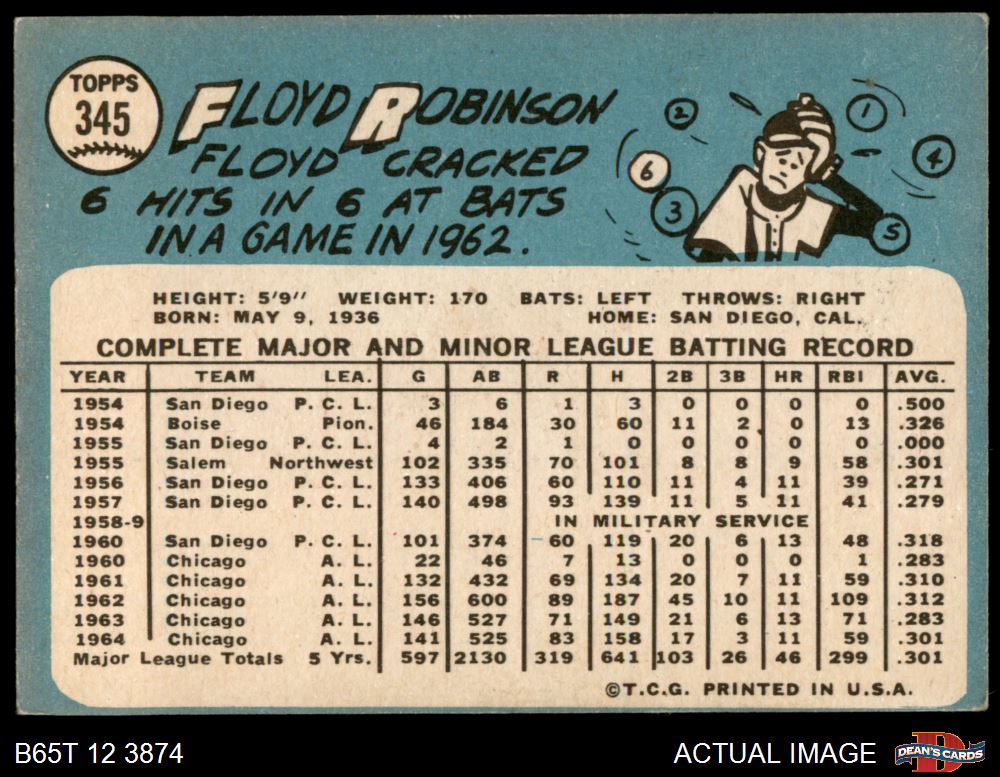 TOPPS
345
FLOYD ROBINSON
FLOYD CRACKED
6 HITS IN 6 AT BATS
IN A GAME IN 1962.
2
1
6
4
3
5
HEIGHT: 5'9" WEIGHT: 170 BATS: LEFT THROWS: RIGHT
BORN: MAY 9, 1936 HOME: SAN DIEGO, CAL.
COMPLETE MAJOR AND MINOR LEAGUE BATTING RECORD
YEAR TEAM LEA. G AB R H 2B 3B HR RBI AVG.
1954 San Diego P. C. L. 3 6 1 3 0 0 0 0 .500
1954 Boise Pion. 46 184 30 60 11 2 0 13 .326
1955 San Diego P. C. L. 4 2 1 0 0 0 0 0 .000
1955 Salem Northwest 102 335 70 101 8 8 9 58 .301
1956 San Diego P. C. L. 133 406 60 110 11 4 11 39 .271
1957 San Diego P. C. L. 140 498 93 139 11 5 11 41 .279
1958-9 IN MILITARY SERVICE
1960 San Diego P. C. L. 101 374 60 119 20 6 13 48 .318
1960 Chicago A. L. 22 46 7 13 0 0 0 1 .283
1961 Chicago A. L. 132 432 69 134 20 7 11 59 .310
1962 Chicago A. L. 156 600 89 187 45 10 11 109 .312
1963 Chicago A. L. 146 527 71 149 21 6 13 71 .283
1964 Chicago A. L. 141 525 83 158 17 3 11 59 .301
Major League Totals 5 Yrs. 597 2130 319 641 103 26 46 299 .301
©T.C.G. PRINTED IN U.S.A.
B65T 12 3874 ACTUAL IMAGE
D
DEAN'S CARDS